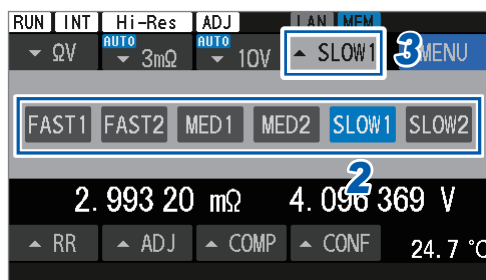 RUN INT Hi-Res ADJ LAN MEM
ΩV AUTO 3mΩ AUTO 10V SLOW1 3 MENU
FAST1 FAST2 MED1 MED2 SLOW1 SLOW2
2
2.993 20 mΩ 4.096 369 V
RR ADJ COMP CONF 24.7 °C